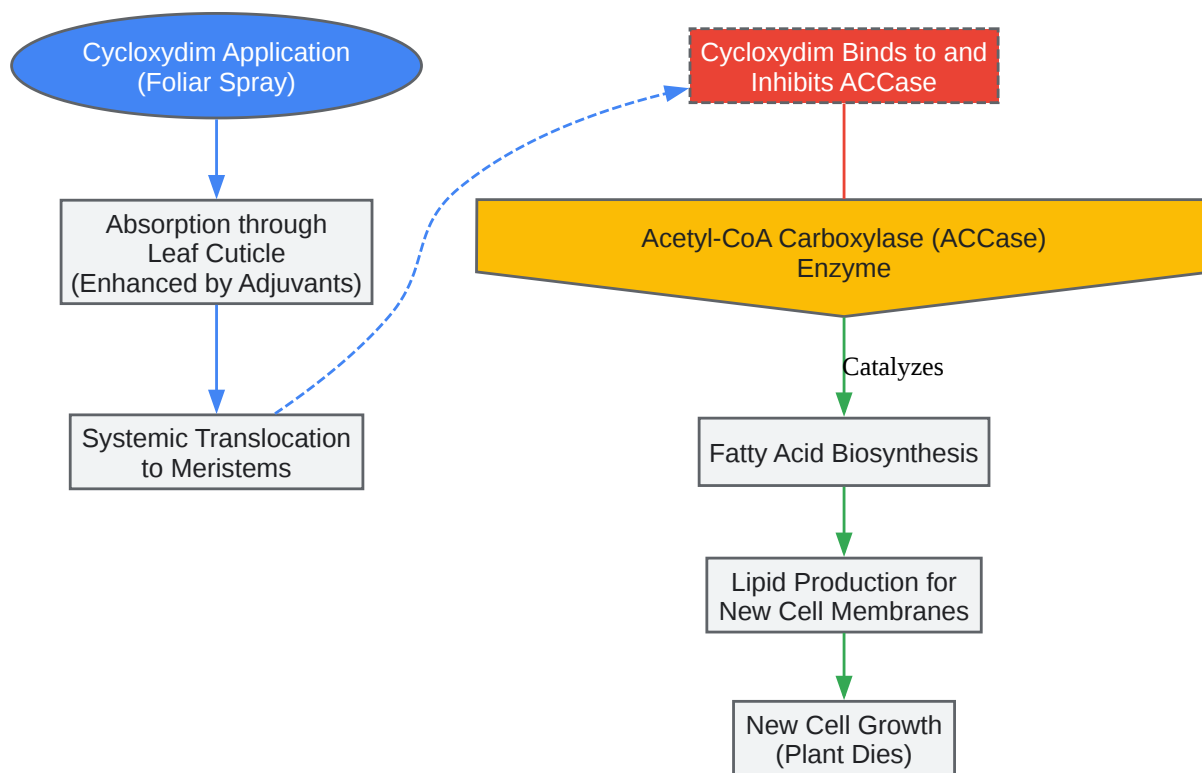 Cycloxydim Application
(Foliar Spray)
Absorption through
Leaf Cuticle
(Enhanced by Adjuvants)
Systemic Translocation
to Meristems
Cycloxydim Binds to and
Inhibits ACCase
Acetyl-CoA Carboxylase (ACCase)
Enzyme
Catalyzes
Fatty Acid Biosynthesis
Lipid Production for
New Cell Membranes
New Cell Growth
(Plant Dies)